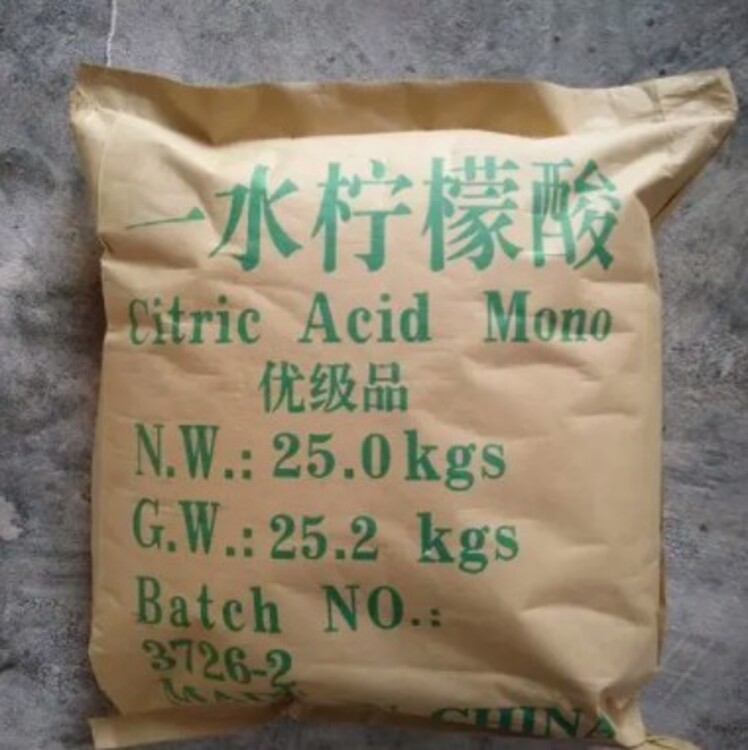 一水柠檬酸
Citric Acid Mono
优级品
N.W.: 25.0kgs
G.W.: 25.2 kgs
Batch NO.:
3726-2
CHINA